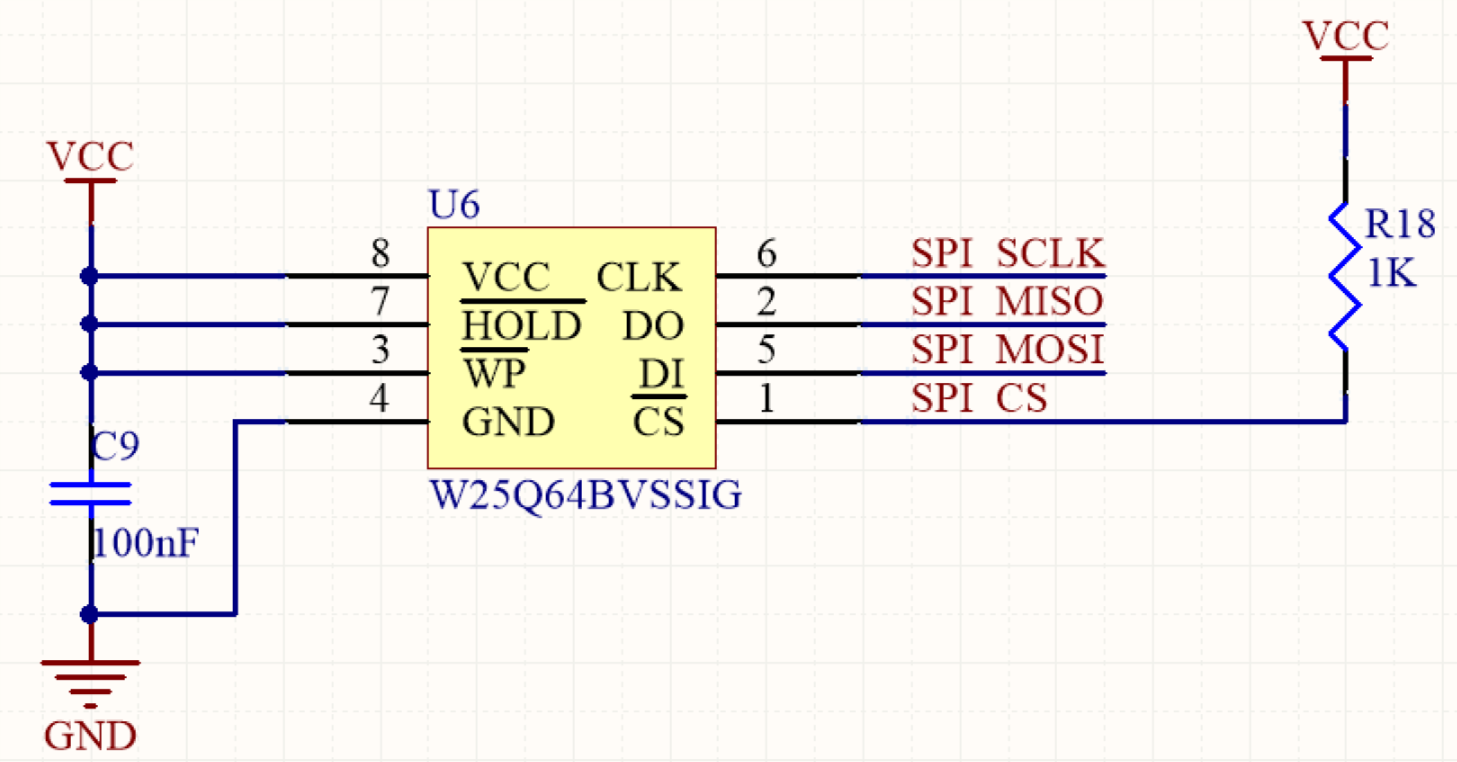 VCC
VCC
U6
R18
1K
8
VCC
CLK
6
SPI SCLK
7
HOLD
DO
2
SPI MISO
3
WP
DI
5
SPI MOSI
4
GND
CS
1
SPI CS
C9
W25Q64BVSSIG
100nF
GND